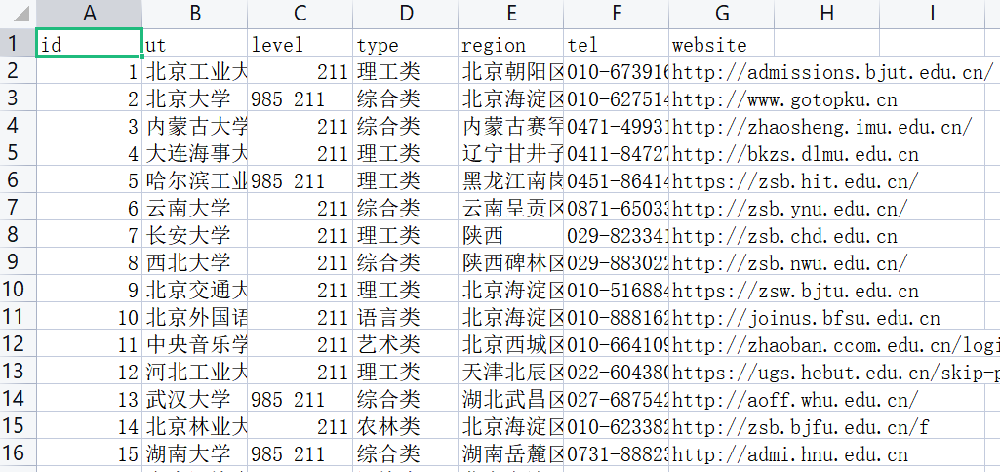 A B C D E F G H I
1 id ut level type region tel website
2 1 北京工业大 211 理工类 北京朝阳区 010-673916 http://admissions.bjut.edu.cn/
3 2 北京大学 985 211 综合类 北京海淀区 010-627514 http://www.gotopku.cn
4 3 内蒙古大学 211 综合类 内蒙古赛罕 0471-49931 http://zhaosheng.imu.edu.cn/
5 4 大连海事大 211 理工类 辽宁甘井子 0411-84727 http://bkzs.dlmu.edu.cn
6 5 哈尔滨工业 985 211 理工类 黑龙江南岗 0451-86414 https://zsb.hit.edu.cn/
7 6 云南大学 211 综合类 云南呈贡区 0871-65033 http://zsb.ynu.edu.cn/
8 7 长安大学 211 理工类 陕西 029-823341 http://zsb.chd.edu.cn
9 8 西北大学 211 综合类 陕西碑林区 029-883022 http://zsb.nwu.edu.cn/
10 9 北京交通大 211 理工类 北京海淀区 010-516884 https://zsw.bjtu.edu.cn
11 10 北京外国语 211 语言类 北京海淀区 010-888162 http://joinus.bfsu.edu.cn
12 11 中央音乐学 211 艺术类 北京西城区 010-664109 http://zhaoban.ccom.edu.cn/logi
13 12 河北工业大 211 理工类 天津北辰区 022-604380 https://ugs.hebut.edu.cn/skip-p
14 13 武汉大学 985 211 综合类 湖北武昌区 027-687542 http://aoff.whu.edu.cn/
15 14 北京林业大 211 农林类 北京海淀区 010-623382 http://zsb.bjfu.edu.cn/f
16 15 湖南大学 985 211 综合类 湖南岳麓区 0731-88823 http://admi.hnu.edu.cn